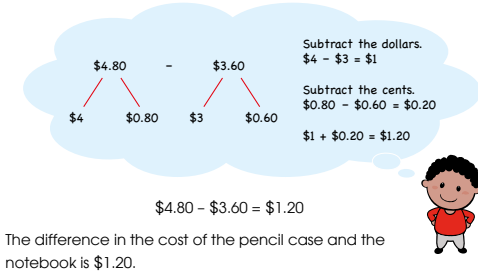 $4.80 – $3.60
$4 $0.80 $3 $0.60
Subtract the dollars.
$4 – $3 = $1
Subtract the cents.
$0.80 – $0.60 = $0.20
$1 + $0.20 = $1.20
$4.80 – $3.60 = $1.20
The difference in the cost of the pencil case and the
notebook is $1.20.